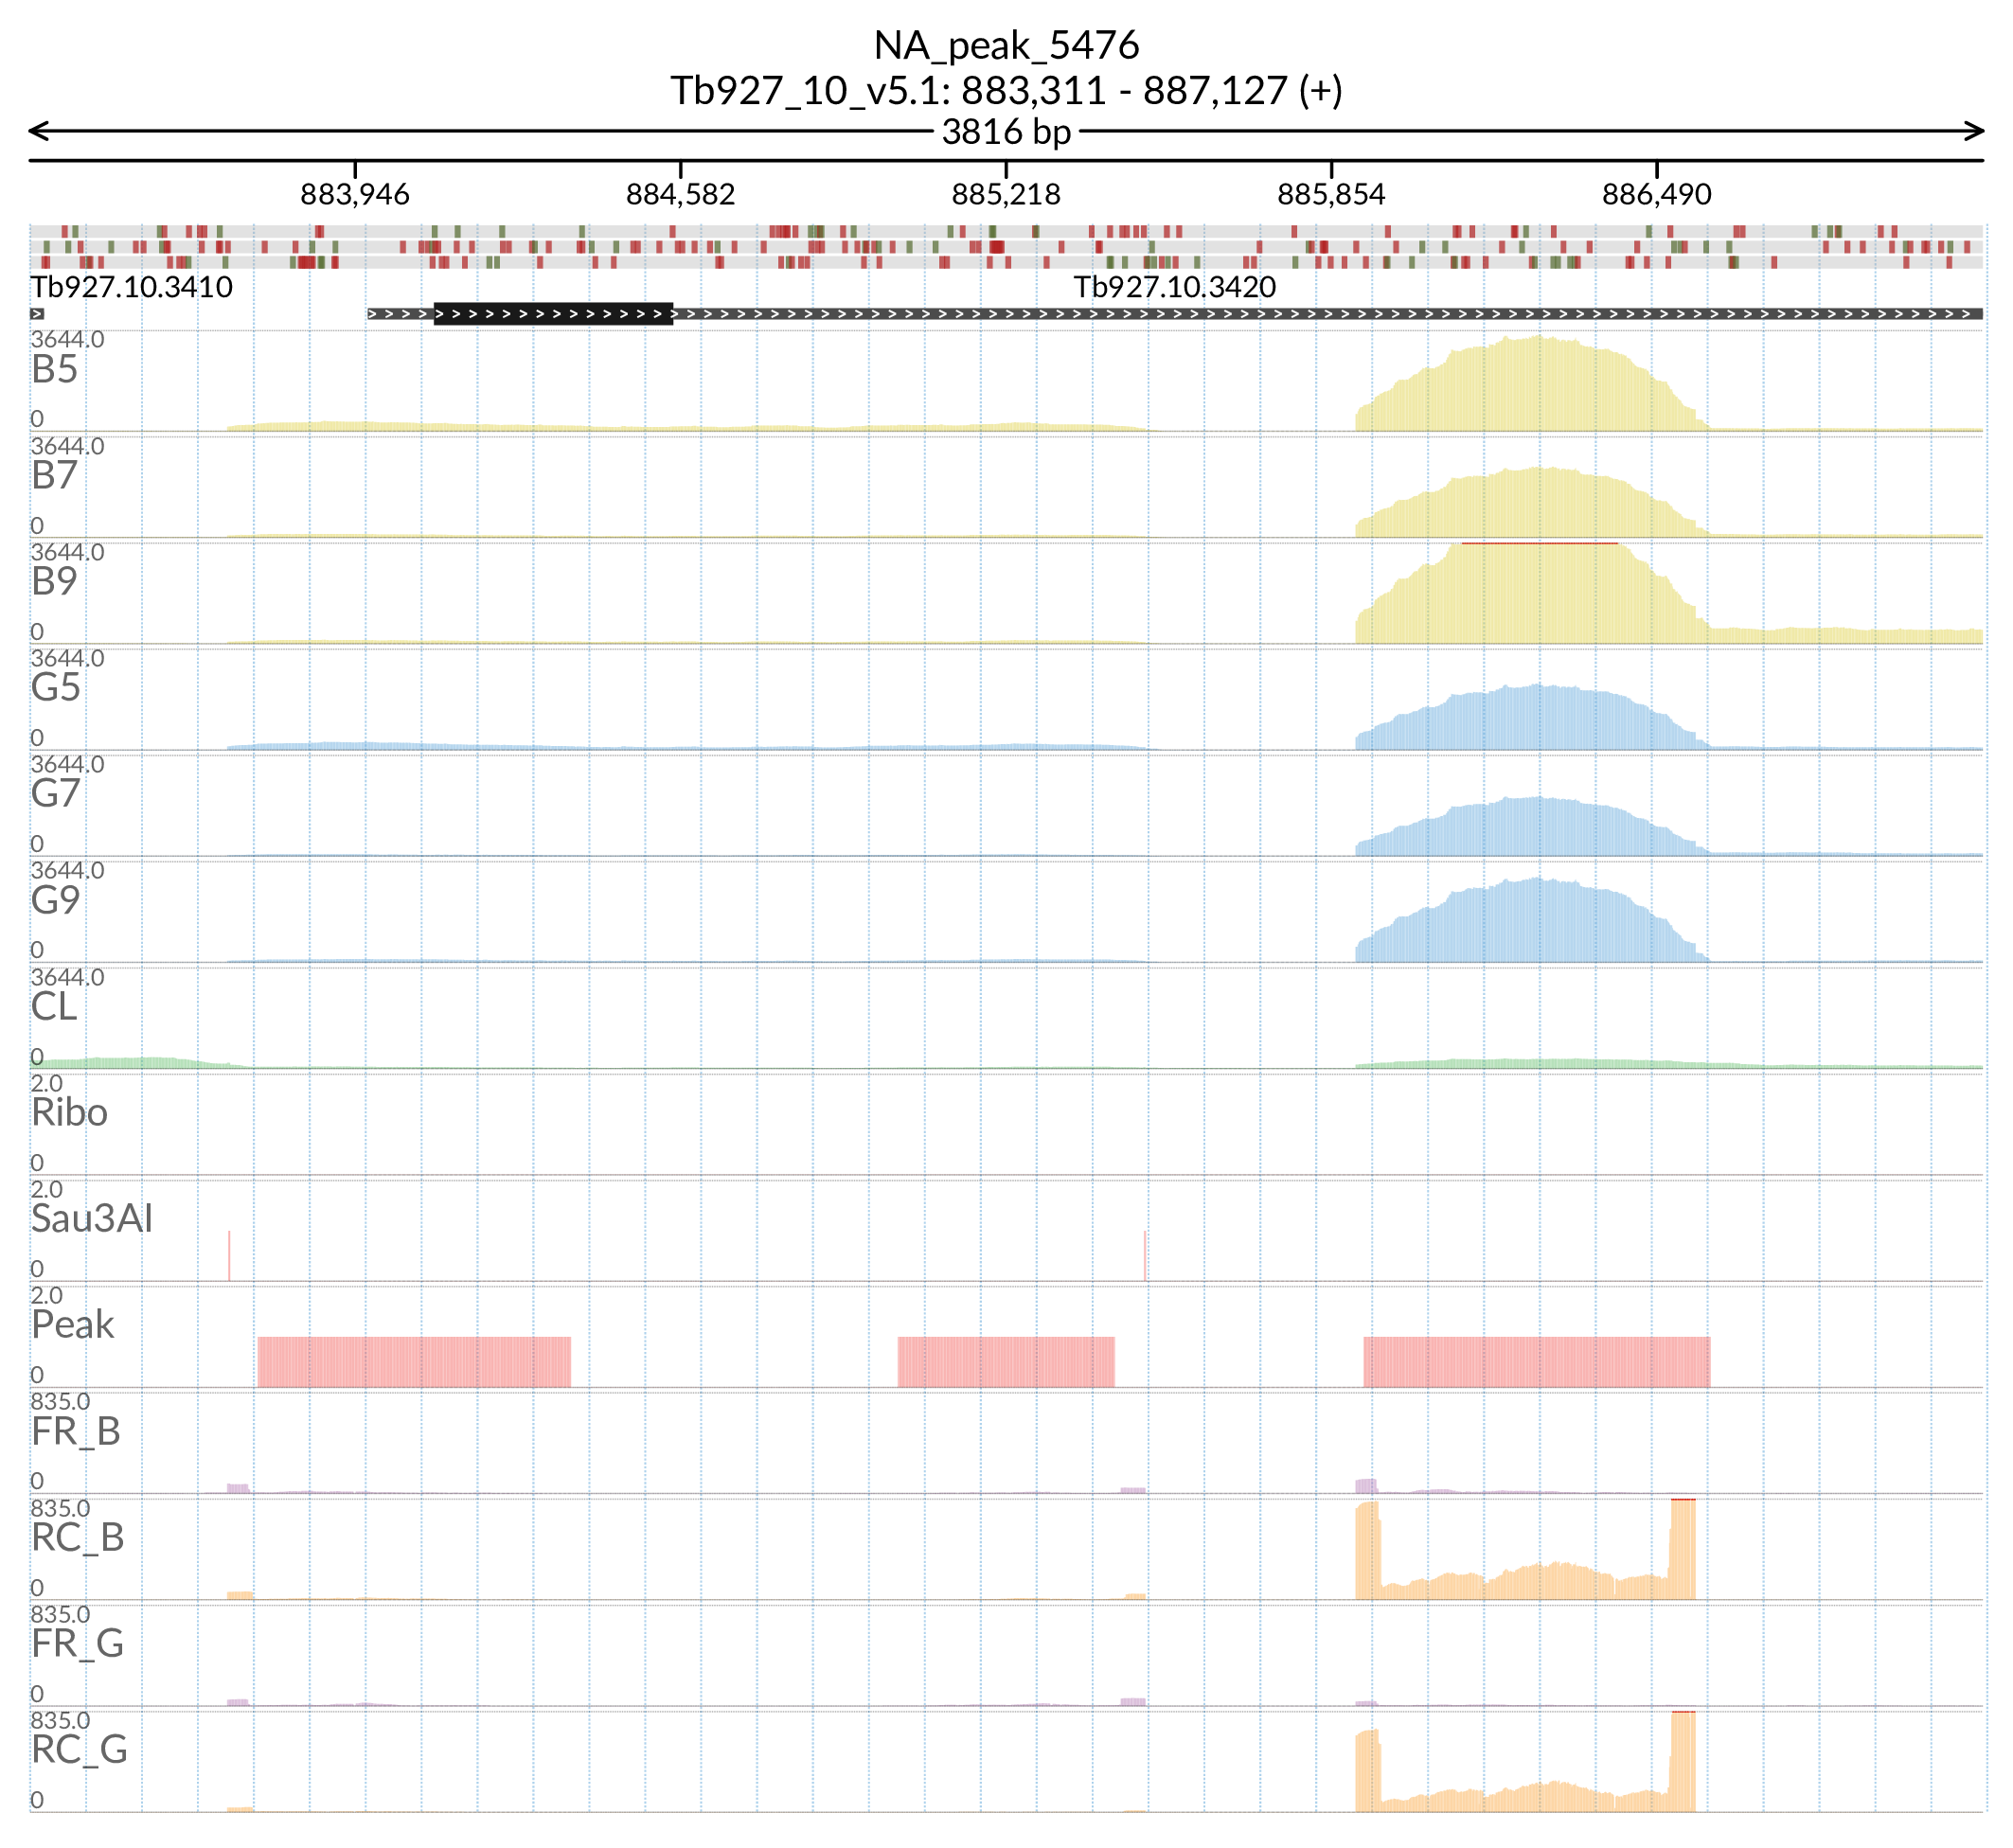 NA_peak_5476
Tb927_10_v5.1: 883,311 - 887,127 (+)
3816 bp
883,946 884,582 885,218 885,854 886,490
Tb927.10.3410 Tb927.10.3420
3644.0
B5
0
3644.0
B7
0
3644.0
B9
0
3644.0
G5
0
3644.0
G7
0
3644.0
G9
0
3644.0
CL
0
2.0
Ribo
0
2.0
Sau3AI
0
2.0
Peak
0
835.0
FR_B
0
835.0
RC_B
0
835.0
FR_G
0
835.0
RC_G
0